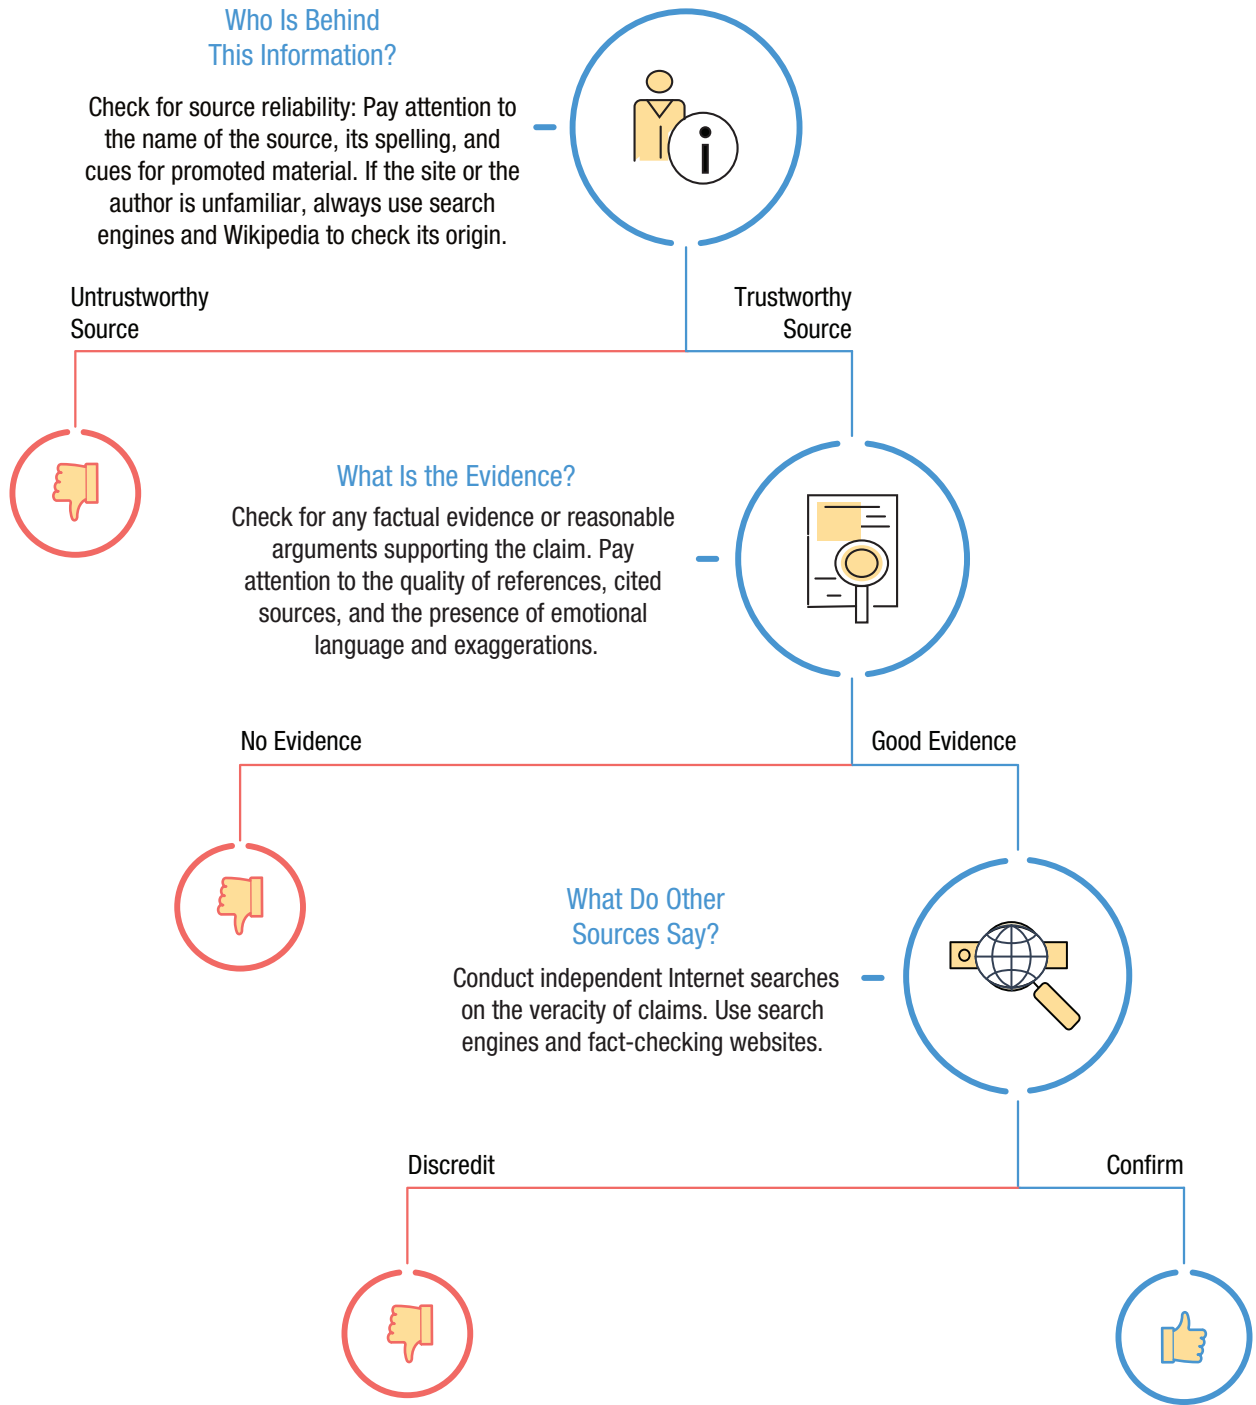 Who Is Behind
This Information?
Check for source reliability: Pay attention to
the name of the source, its spelling, and
cues for promoted material. If the site or the
author is unfamiliar, always use search
engines and Wikipedia to check its origin.
Untrustworthy
Source
Trustworthy
Source
What Is the Evidence?
Check for any factual evidence or reasonable
arguments supporting the claim. Pay
attention to the quality of references, cited
sources, and the presence of emotional
language and exaggerations.
No Evidence
Good Evidence
What Do Other
Sources Say?
Conduct independent Internet searches
on the veracity of claims. Use search
engines and fact-checking websites.
Discredit
Confirm